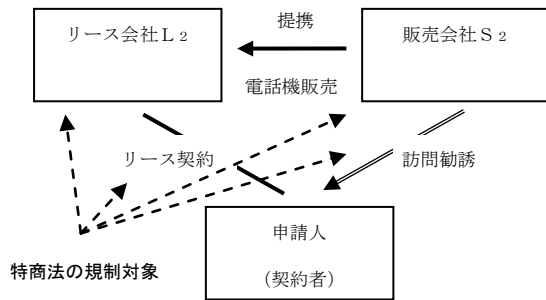 リース会社Ｌ２
提携
販売会社Ｓ２
電話機販売
リース契約
訪問勧誘
申請人
（契約者）
特商法の規制対象